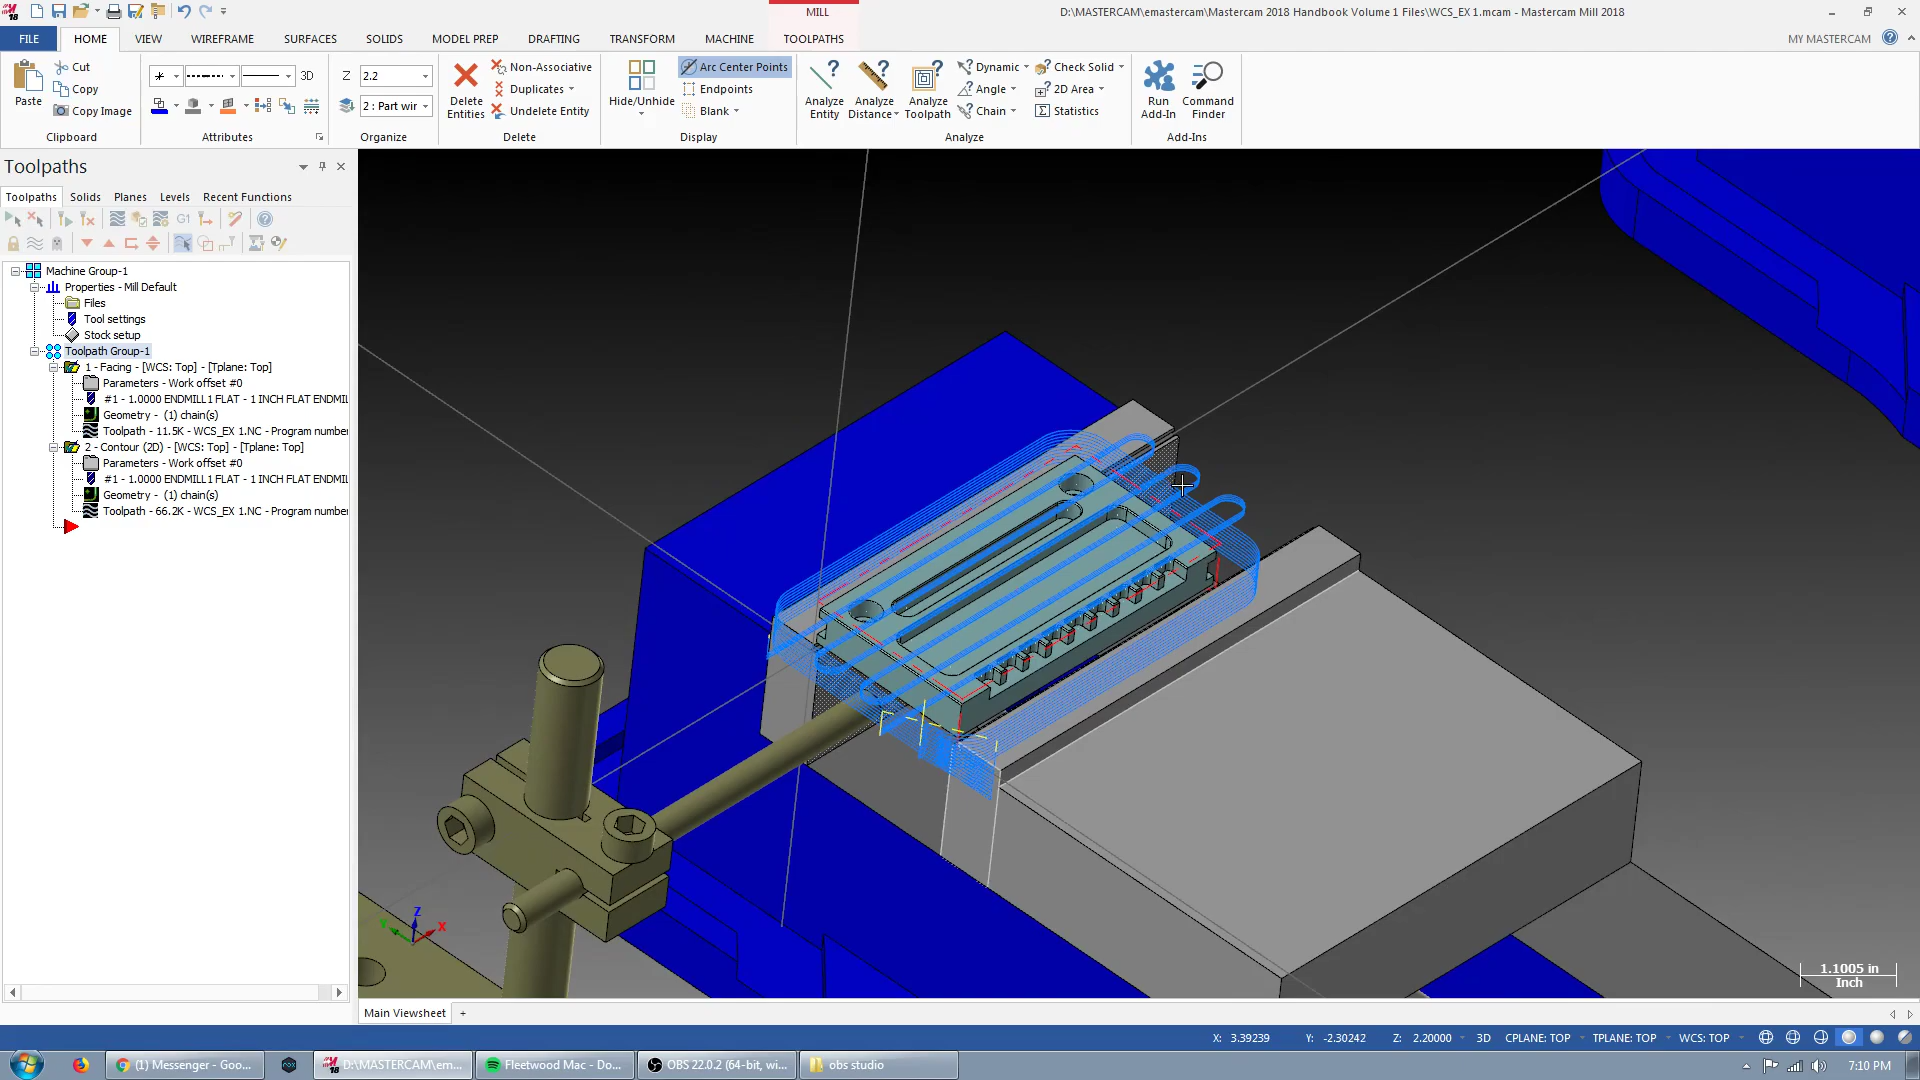 D:\MASTERCAM\emastercam\Mastercam 2018 Handbook Volume 1 Files\WCS_EX 1.mcam - Mastercam Mill 2018
MILL
FILE
HOME
VIEW
WIREFRAME
SURFACES
SOLIDS
MODEL PREP
DRAFTING
TRANSFORM
MACHINE
TOOLPATHS
MY MASTERCAM
Paste
Cut
Copy
Copy Image
Clipboard
3D
Attributes
Z 2.2
2 : Part wir
Organize
Delete Entities
Non-Associative
Duplicates
Undelete Entity
Delete
Hide/Unhide
Arc Center Points
Endpoints
Blank
Display
Analyze Entity
Analyze Distance
Analyze Toolpath
Dynamic
Angle
Chain
Check Solid
2D Area
Statistics
Analyze
Run Add-In
Command Finder
Add-Ins
Toolpaths
Toolpaths Solids Planes Levels Recent Functions
G1
Machine Group-1
Properties - Mill Default
Files
Tool settings
Stock setup
Toolpath Group-1
1 - Facing - [WCS: Top] - [Tplane: Top]
Parameters - Work offset #0
#1 - 1.0000 ENDMILL1 FLAT - 1 INCH FLAT ENDMIL
Geometry - (1) chain(s)
Toolpath - 11.5K - WCS_EX 1.NC - Program number
2 - Contour (2D) - [WCS: Top] - [Tplane: Top]
Parameters - Work offset #0
#1 - 1.0000 ENDMILL1 FLAT - 1 INCH FLAT ENDMIL
Geometry - (1) chain(s)
Toolpath - 66.2K - WCS_EX 1.NC - Program number
Z
X
Y
1.1005 in
Inch
Main Viewsheet
+
X: 3.39239 Y: -2.30242 Z: 2.20000 3D CPLANE: TOP TPLANE: TOP WCS: TOP
(1) Messenger - Goo...
D:\MASTERCAM\em...
Fleetwood Mac - Do...
OBS 22.0.2 (64-bit, wi...
obs studio
7:10 PM